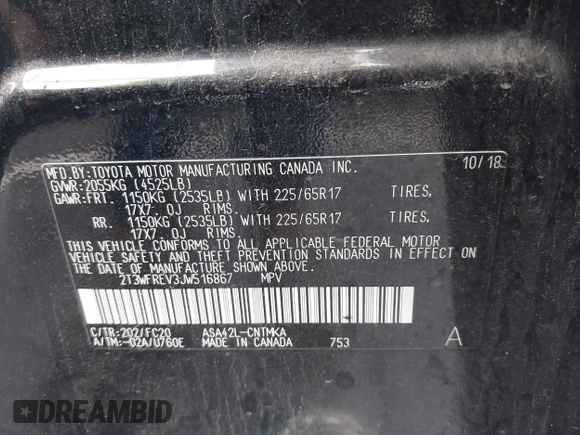 MFD.BY:TOYOTA MOTOR MANUFACTURING CANADA INC. 10/18
GVWR:2055KG (4525LB)
GAWR:FRT. 1150KG (2535LB) WITH 225/65R17 TIRES,
17X7.0J RIMS.
RR. 1150KG (2535LB) WITH 225/65R17 TIRES,
17X7.0J RIMS.
THIS VEHICLE CONFORMS TO ALL APPLICABLE FEDERAL MOTOR
VEHICLE SAFETY AND THEFT PREVENTION STANDARDS IN EFFECT ON
THE DATE OF MANUFACTURE SHOWN ABOVE.
2T3WFREV3JW516867 MPV
C/TR:202/FC20 ASA42L-CNTMKA
A/TM:-02A/U760E MADE IN CANADA 753 A
DREAMBID
dreambid.com